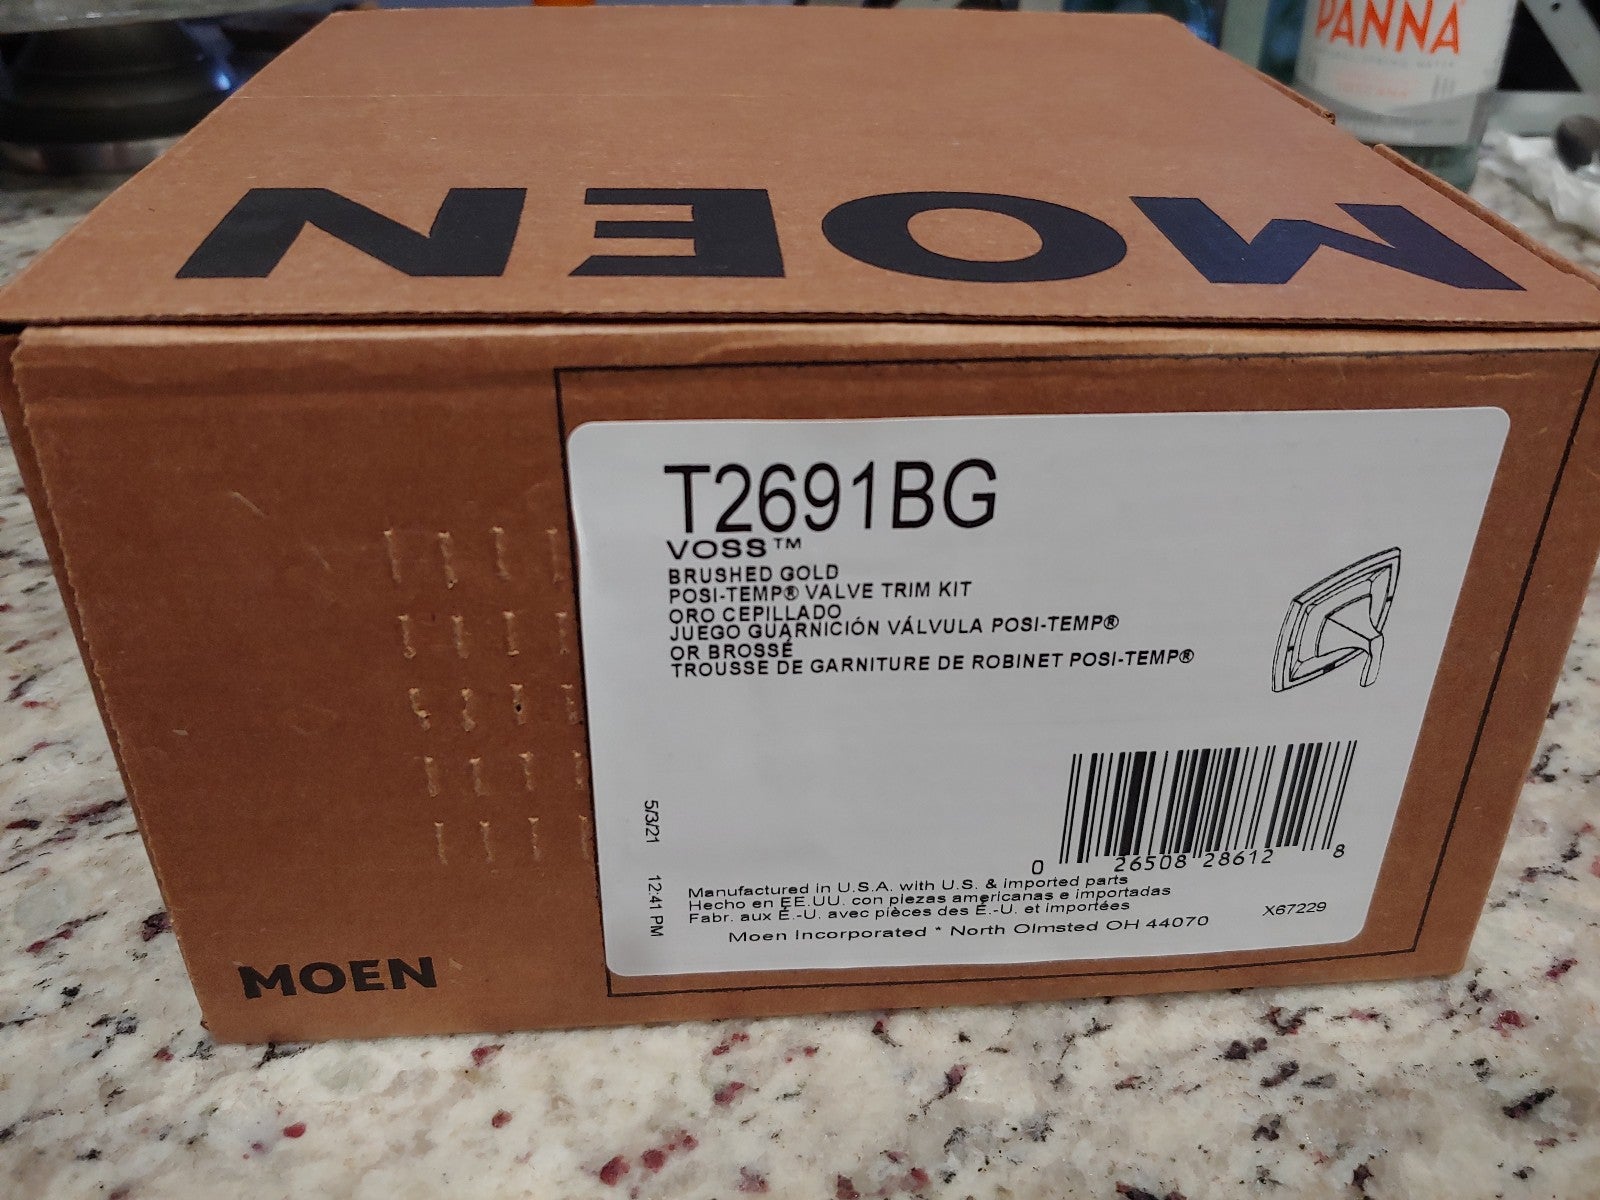 PANNA
MOEN
T2691BG
VOSS™
BRUSHED GOLD
POSI-TEMP® VALVE TRIM KIT
ORO CEPILLADO
JUEGO GUARNICIÓN VÁLVULA POSI-TEMP®
OR BROSSÉ
TROUSSE DE GARNITURE DE ROBINET POSI-TEMP®
5/3/21 12:41 PM
0 26508 28612 8
Manufactured in U.S.A. with U.S. & imported parts
Hecho en EE.UU. con piezas americanas e importadas
Fabr. aux É.-U. avec pièces des É.-U. et importées
X67229
Moen Incorporated * North Olmsted OH 44070
MOEN